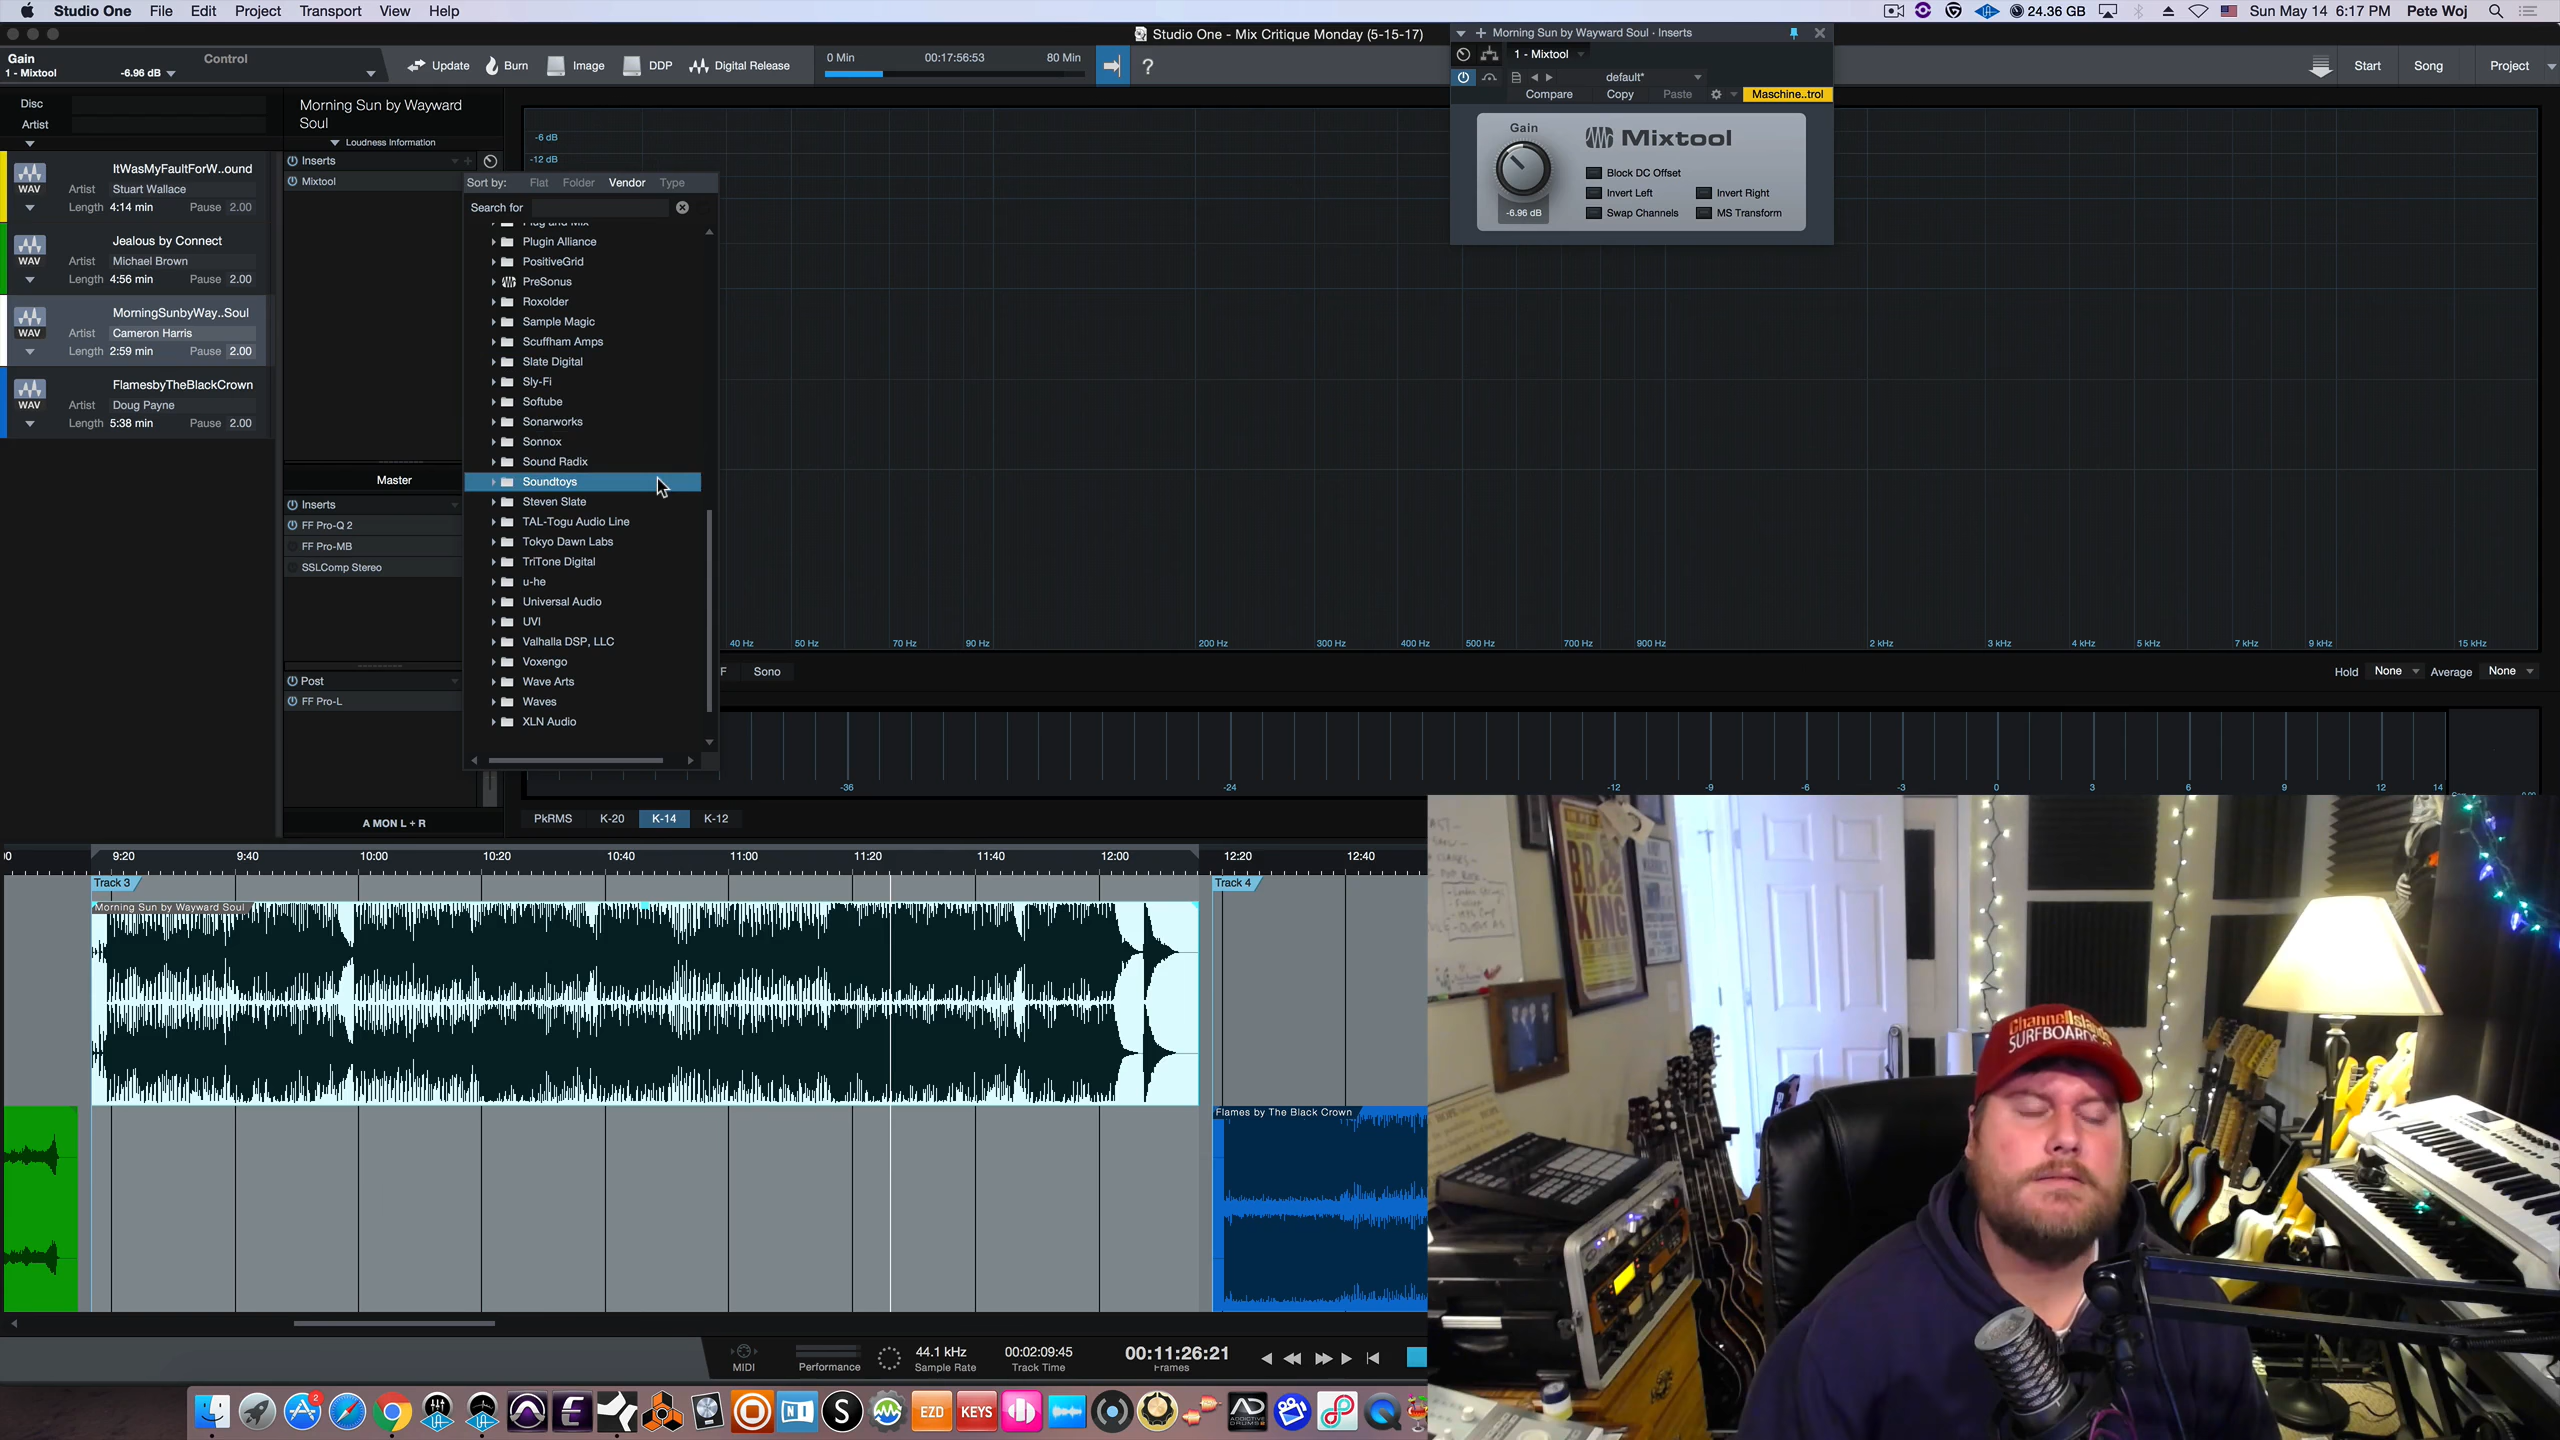 Studio One File Edit Project Transport View Help
24.36 GB Sun May 14 6:17 PM Pete Woj
Studio One - Mix Critique Monday (5-15-17)
Gain Control
1 - Mixtool -6.96 dB
Update Burn Image DDP Digital Release
0 Min 00:17:56:53 80 Min
?
Start Song Project
Morning Sun by Wayward Soul - Inserts
1 - Mixtool
default*
Compare Copy Paste Maschine..trol
Gain Mixtool
Block DC Offset
Invert Left Invert Right
Swap Channels MS Transform
-6.96 dB
Disc
Artist
WAV
ItWasMyFaultForW..ound
Artist Stuart Wallace
Length 4:14 min Pause 2.00
WAV
Jealous by Connect
Artist Michael Brown
Length 4:56 min Pause 2.00
WAV
MorningSunbyWay..Soul
Artist Cameron Harris
Length 2:59 min Pause 2.00
WAV
FlamesbyTheBlackCrown
Artist Doug Payne
Length 5:38 min Pause 2.00
Morning Sun by Wayward
Soul
Loudness Information
Inserts
Mixtool
Master
Inserts
FF Pro-Q 2
FF Pro-MB
SSLComp Stereo
Post
FF Pro-L
A MON L + R
Sort by: Flat Folder Vendor Type
Search for
Plug and Mix
Plugin Alliance
PositiveGrid
PreSonus
Roxolder
Sample Magic
Scuffham Amps
Slate Digital
Sly-Fi
Softube
Sonarworks
Sonnox
Sound Radix
Soundtoys
Steven Slate
TAL-Togu Audio Line
Tokyo Dawn Labs
TriTone Digital
u-he
Universal Audio
UVI
Valhalla DSP, LLC
Voxengo
Wave Arts
Waves
XLN Audio
-6 dB
-12 dB
40 Hz 50 Hz 70 Hz 90 Hz 200 Hz 300 Hz 400 Hz 500 Hz 700 Hz 900 Hz 2 kHz 3 kHz 4 kHz 5 kHz 7 kHz 9 kHz 15 kHz
F Sono
Hold None Average None
-36 -24 -12 -9 -6 -3 0 3 6 9 12 14
PkRMS K-20 K-14 K-12
00 9:20 9:40 10:00 10:20 10:40 11:00 11:20 11:40 12:00 12:20 12:40
Track 3 Track 4
Morning Sun by Wayward Soul
Flames by The Black Crown
MIDI
Performance
44.1 kHz
Sample Rate
00:02:09:45
Track Time
00:11:26:21
Frames
BB
KING
Channel Islands
SURFBOARDS
2
EZD KEYS
AD